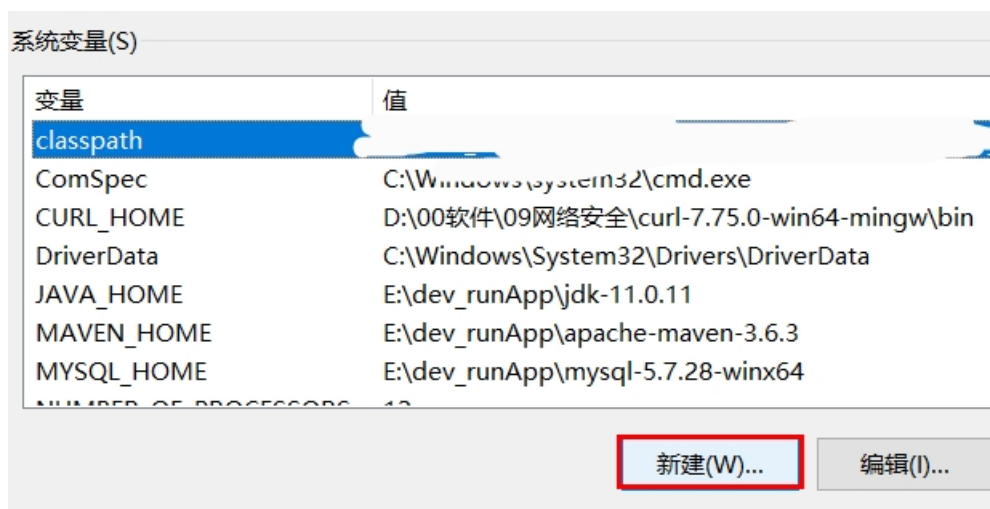 系统变量(S)
变量 值
classpath
ComSpec C:\Windows\system32\cmd.exe
CURL_HOME D:\00软件\09网络安全\curl-7.75.0-win64-mingw\bin
DriverData C:\Windows\System32\Drivers\DriverData
JAVA_HOME E:\dev_runApp\jdk-11.0.11
MAVEN_HOME E:\dev_runApp\apache-maven-3.6.3
MYSQL_HOME E:\dev_runApp\mysql-5.7.28-winx64
NUMBER_OF_PROCESSORS 12
新建(W)... 编辑(I)...